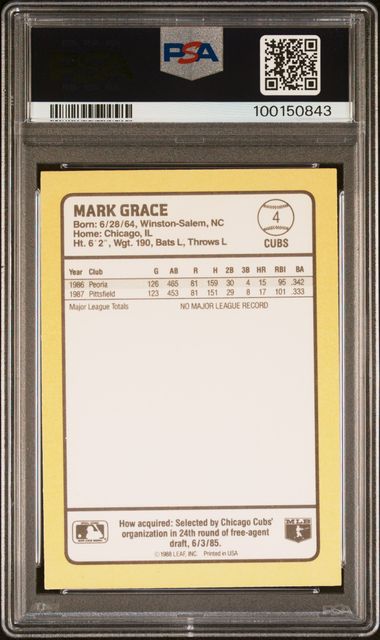 PSA
100150843
MARK GRACE
Born: 6/28/64, Winston-Salem, NC
Home: Chicago, IL
Ht. 6'2", Wgt. 190, Bats L, Throws L
4
CUBS
Year Club G AB R H 2B 3B HR RBI BA
1986 Peoria 126 465 81 159 30 4 15 95 .342
1987 Pittsfield 123 453 81 151 29 8 17 101 .333
Major League Totals NO MAJOR LEAGUE RECORD
How acquired: Selected by Chicago Cubs'
organization in 24th round of free-agent
draft, 6/3/85.
© 1988 LEAF, INC. Printed in USA
MLB